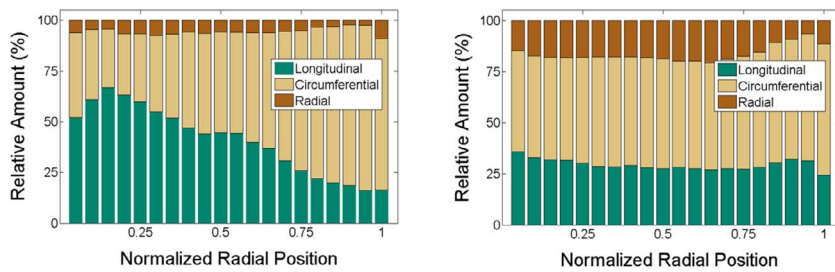 Relative Amount (%)
100
75
50
25
0
Longitudinal
Circumferential
Radial
0.25
0.5
0.75
1
Normalized Radial Position
Relative Amount (%)
100
75
50
25
0
Longitudinal
Circumferential
Radial
0.25
0.5
0.75
1
Normalized Radial Position